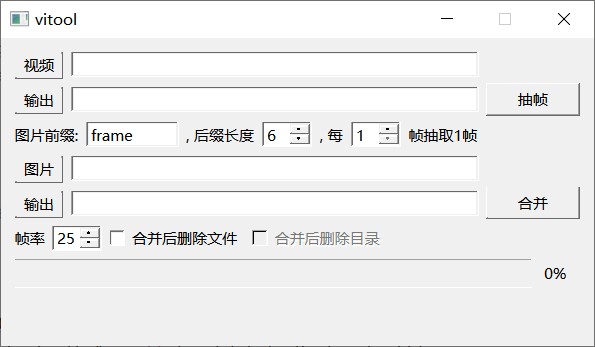 vitool
视频
输出 抽帧
图片前缀: frame , 后缀长度 6 , 每 1 帧抽取1帧
图片
输出 合并
帧率 25 合并后删除文件 合并后删除目录
0%